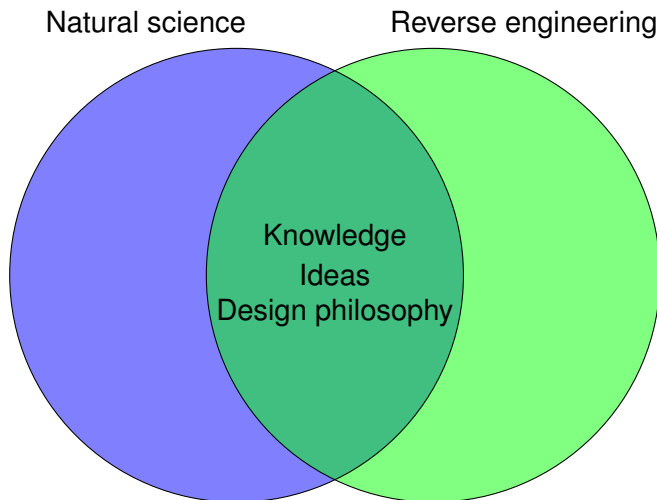 Natural science
Reverse engineering
Knowledge
Ideas
Design philosophy